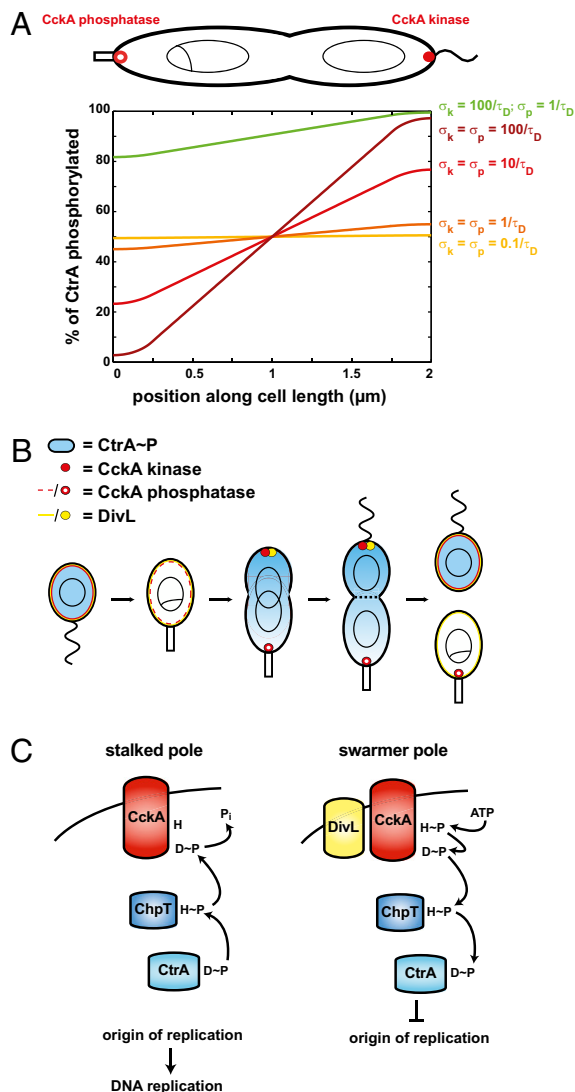 A
CckA phosphatase
CckA kinase
% of CtrA phosphorylated
100
80
60
40
20
0
0
0.5
1
1.5
2
position along cell length (µm)
σk = 100/τD; σp = 1/τD
σk = σp = 100/τD
σk = σp = 10/τD
σk = σp = 1/τD
σk = σp = 0.1/τD
B
= CtrA~P
= CckA kinase
/ = CckA phosphatase
/ = DivL
C
stalked pole
CckA
H
D~P
Pi
ChpT
H~P
CtrA
D~P
origin of replication
DNA replication
swarmer pole
DivL
CckA
H~P
D~P
ATP
ChpT
H~P
CtrA
D~P
origin of replication